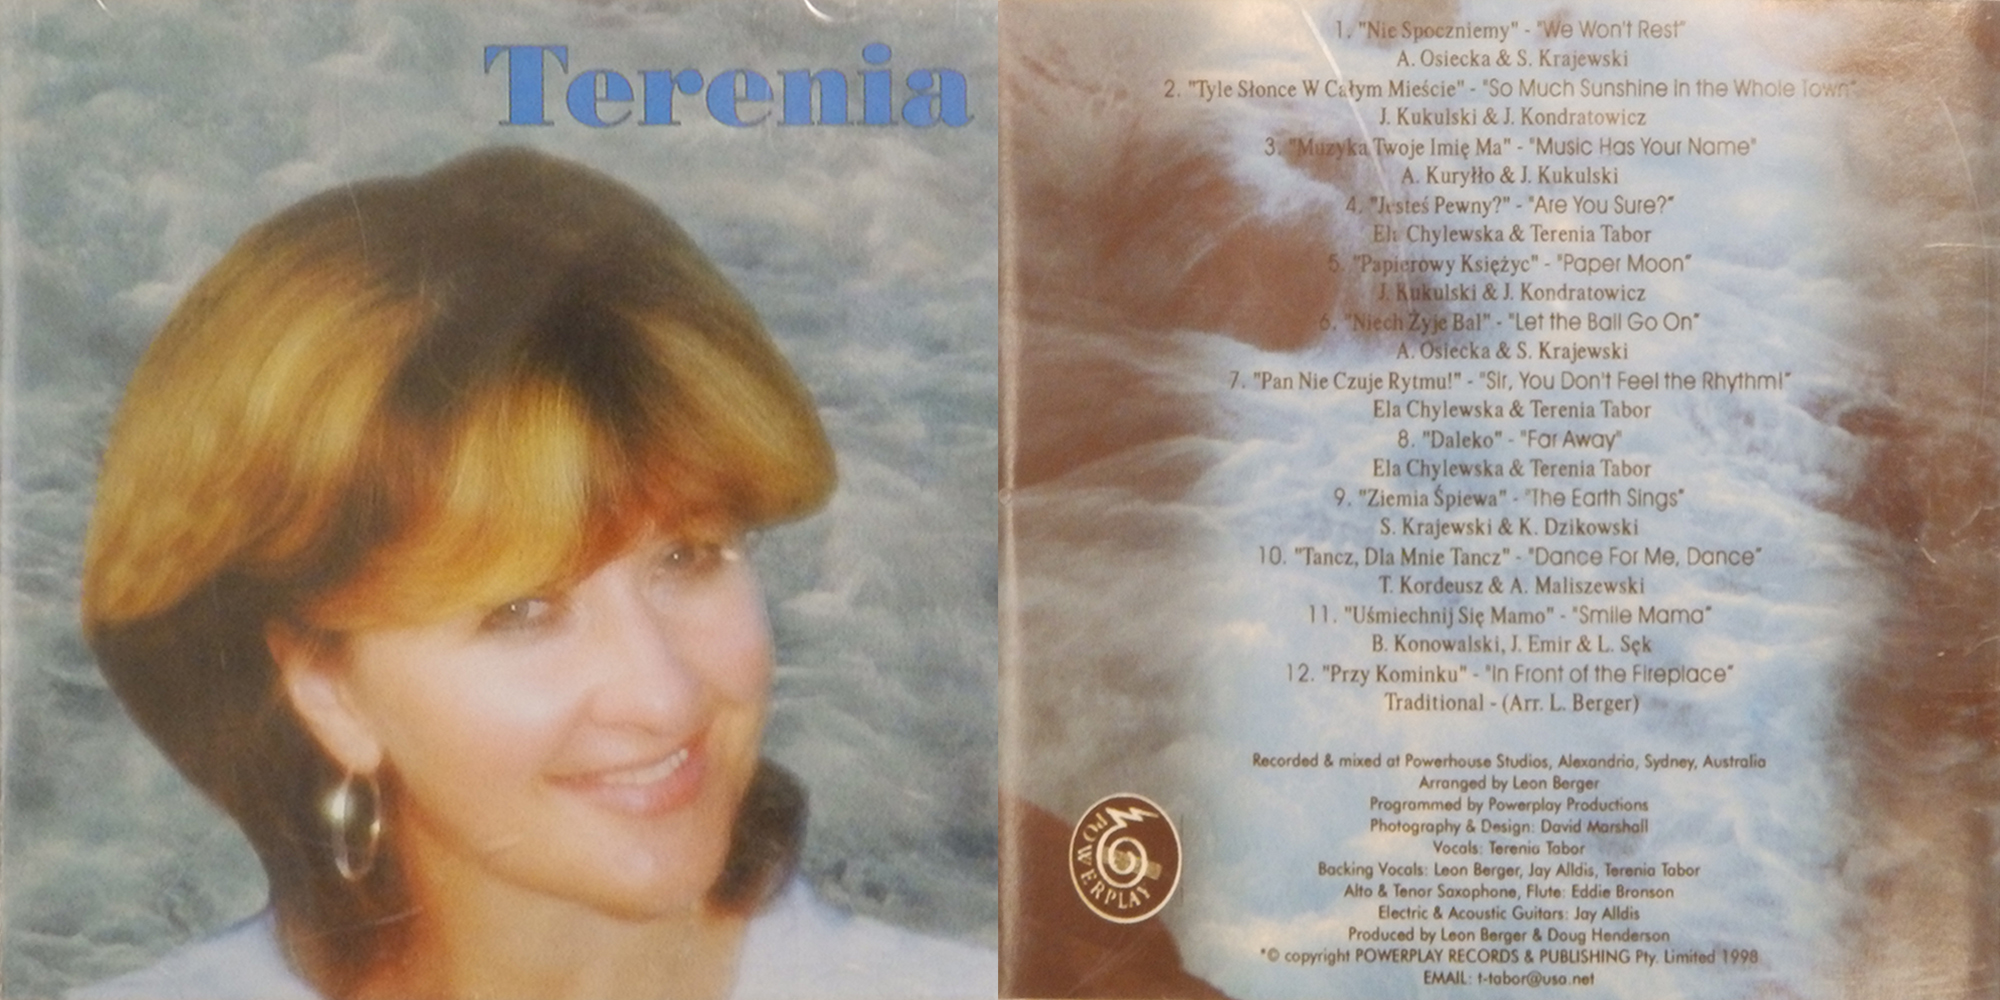 Terenia
1. "Nie Spoczniemy" - "We Won't Rest"
A. Osiecka & S. Krajewski
2. "Tyle Słonce W Całym Mieście" - "So Much Sunshine in the Whole Town"
J. Kukulski & J. Kondratowicz
3. "Muzyka Twoje Imię Ma" - "Music Has Your Name"
A. Kuryłło & J. Kukulski
4. "Jesteś Pewny?" - "Are You Sure?"
Ela Chylewska & Terenia Tabor
5. "Papierowy Księżyc" - "Paper Moon"
J. Kukulski & J. Kondratowicz
6. "Niech Żyje Bal" - "Let the Ball Go On"
A. Osiecka & S. Krajewski
7. "Pan Nie Czuje Rytmu!" - "Sir, You Don't Feel the Rhythm!"
Ela Chylewska & Terenia Tabor
8. "Daleko" - "Far Away"
Ela Chylewska & Terenia Tabor
9. "Ziemia Śpiewa" - "The Earth Sings"
S. Krajewski & K. Dzikowski
10. "Tancz, Dla Mnie Tancz" - "Dance For Me, Dance"
T. Kordeusz & A. Maliszewski
11. "Uśmiechnij Się Mamo" - "Smile Mama"
B. Konowalski, J. Emir & L. Sęk
12. "Przy Kominku" - "In Front of the Fireplace"
Traditional - (Arr. L. Berger)
Recorded & mixed at Powerhouse Studios, Alexandria, Sydney, Australia
Arranged by Leon Berger
Programmed by Powerplay Productions
Photography & Design: David Marshall
Vocals: Terenia Tabor
Backing Vocals: Leon Berger, Jay Alldis, Terenia Tabor
Alto & Tenor Saxophone, Flute: Eddie Bronson
Electric & Acoustic Guitars: Jay Alldis
Produced by Leon Berger & Doug Henderson
*© copyright POWERPLAY RECORDS & PUBLISHING Pty. Limited 1998
EMAIL: t-tabor@usa.net
POWERPLAY